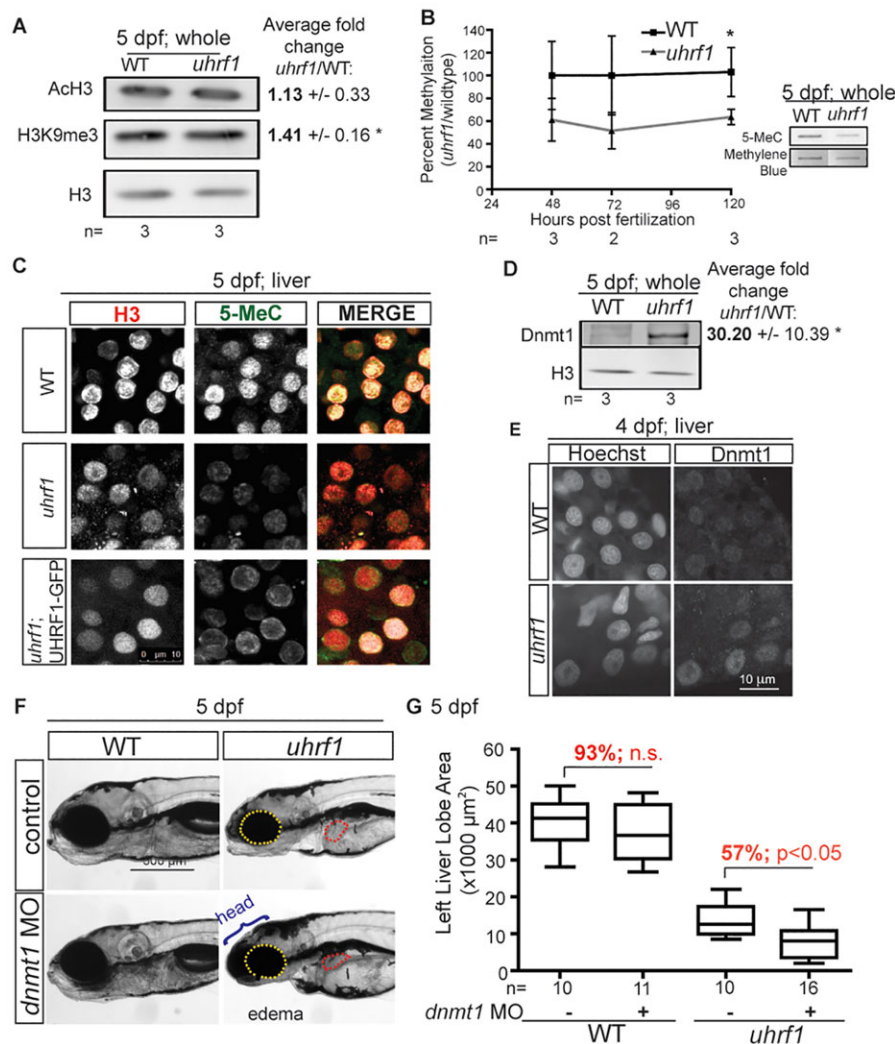 A
5 dpf; whole
WT uhrf1
Average fold
change
uhrf1/WT:
AcH3
1.13 +/- 0.33
H3K9me3
1.41 +/- 0.16 *
H3
n= 3 3
B
Percent Methylaiton
(uhrf1/wildtype)
140
120
100
80
60
40
20
0
WT
uhrf1
*
24 48 72 96 120
Hours post fertilization
n= 3 2 3
5 dpf; whole
WT uhrf1
5-MeC
Methylene
Blue
C
5 dpf; liver
H3 5-MeC MERGE
WT
uhrf1
uhrf1;
UHRF1-GFP
0 µm 10
D
5 dpf; whole
WT uhrf1
Average fold
change
uhrf1/WT:
Dnmt1
30.20 +/- 10.39 *
H3
n= 3 3
E
4 dpf; liver
Hoechst Dnmt1
WT
uhrf1
10 µm
F
5 dpf
WT uhrf1
control
dnmt1 MO
head
edema
G 5 dpf
Left Liver Lobe Area
(x1000 µm²)
60
50
40
30
20
10
0
93%; n.s.
57%; p<0.05
n= 10 11 10 16
dnmt1 MO - + - +
WT uhrf1